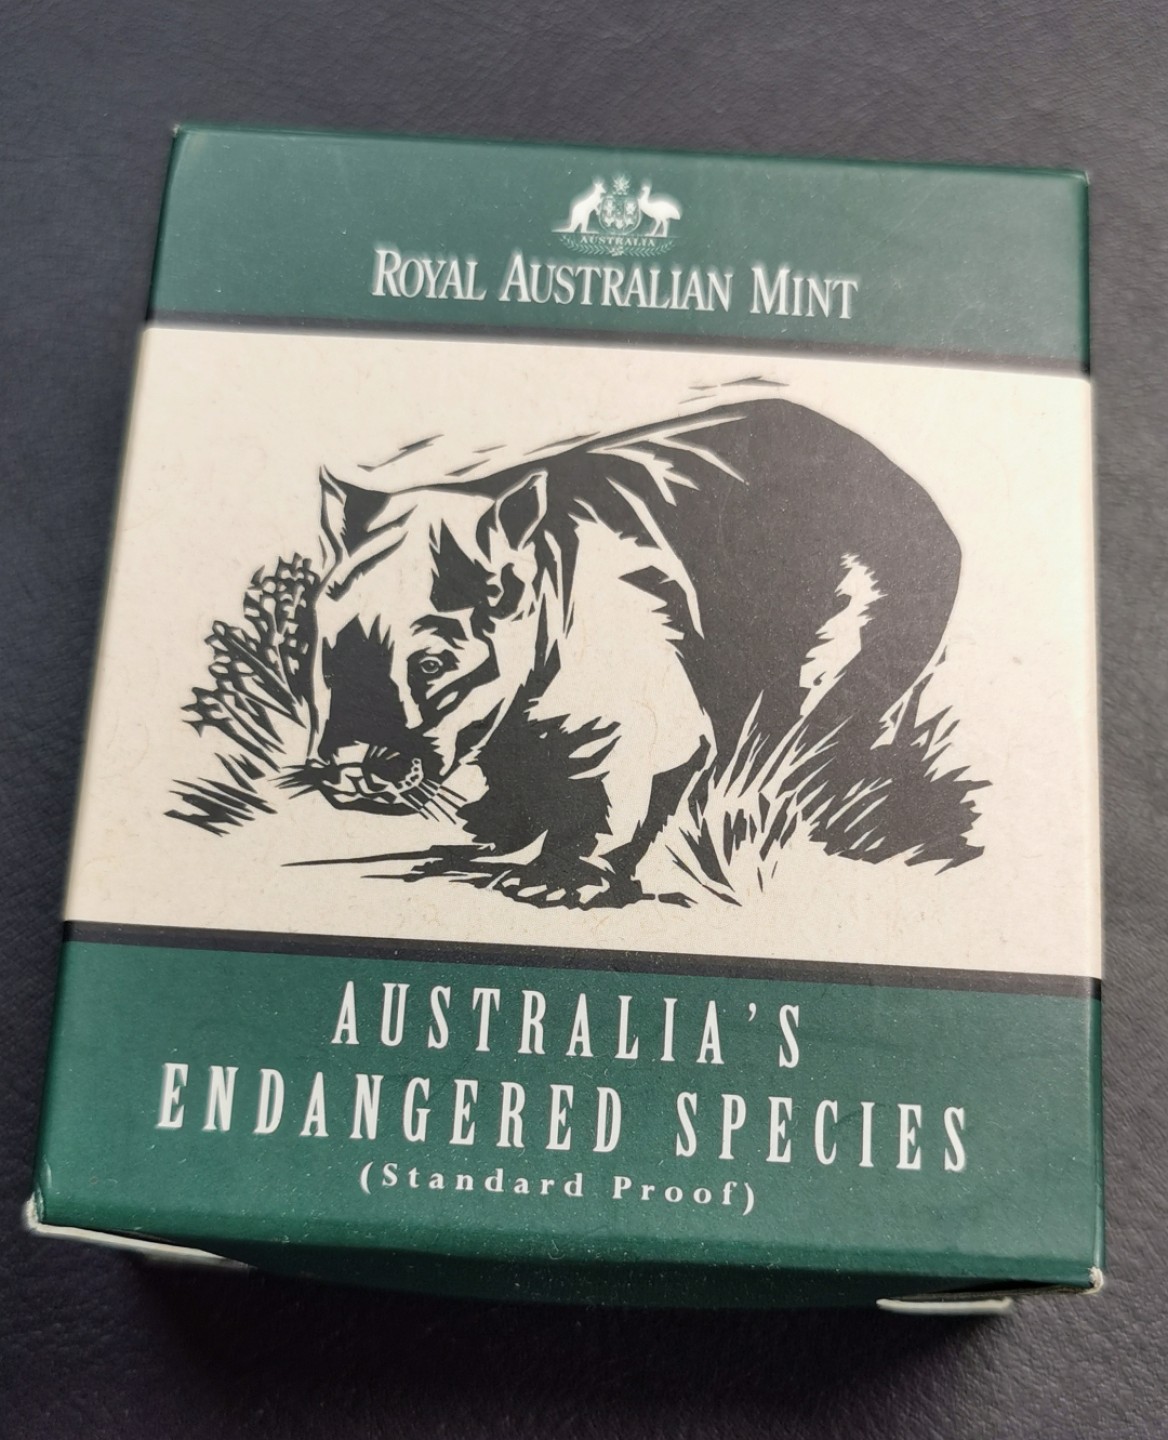 AUSTRALIA
ROYAL AUSTRALIAN MINT
AUSTRALIA'S
ENDANGERED SPECIES
(Standard Proof)